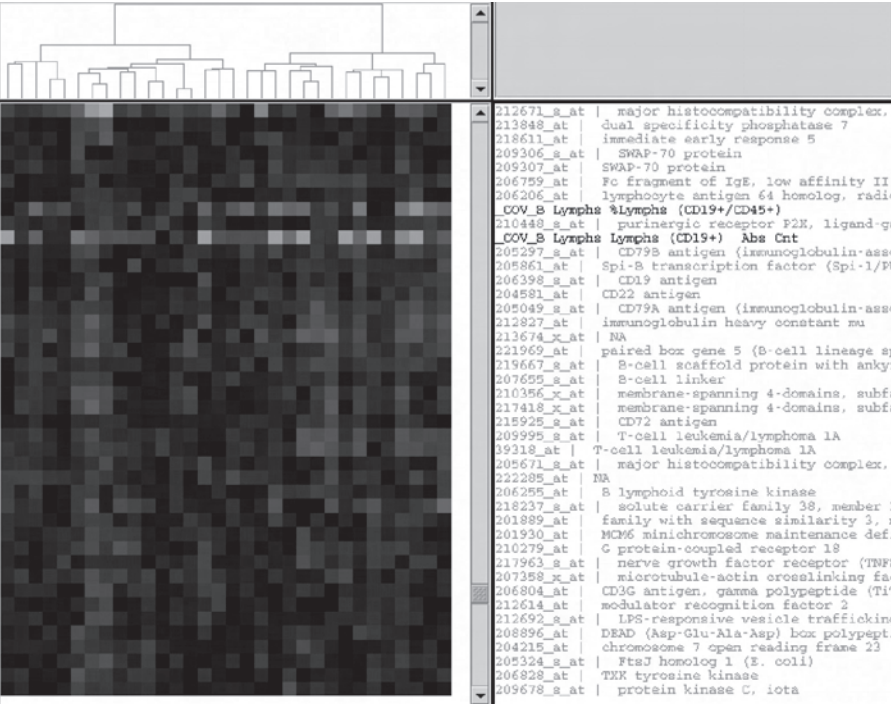 212671_s_at | major histocompatibility complex,
213848_at | dual specificity phosphatase 7
218611_at | immediate early response 5
209306_s_at | SWAP-70 protein
209307_at | SWAP-70 protein
206759_at | Fc fragment of IgE, low affinity II
206206_at | lymphocyte antigen 64 homolog, radi
_COV_B Lymphs %Lymphs (CD19+/CD45+)
210448_s_at | purinergic receptor P2X, ligand-g
_COV_B Lymphs Lymphs (CD19+) Abs Cnt
205297_s_at | CD79B antigen (immunoglobulin-ass
205861_at | Spi-B transcription factor (Spi-1/P
206398_s_at | CD19 antigen
204581_at | CD22 antigen
205049_s_at | CD79A antigen (immunoglobulin-ass
212827_at | immunoglobulin heavy constant mu
213674_x_at | NA
221969_at | paired box gene 5 (B-cell lineage sp
219667_s_at | B-cell scaffold protein with anky
207655_s_at | B-cell linker
210356_x_at | membrane-spanning 4-domains, subf
217418_x_at | membrane-spanning 4-domains, subf
215925_s_at | CD72 antigen
209995_s_at | T-cell leukemia/lymphoma 1A
39318_at | T-cell leukemia/lymphoma 1A
205671_s_at | major histocompatibility complex,
222285_at | NA
206255_at | B lymphoid tyrosine kinase
218237_s_at | solute carrier family 38, member
201889_at | family with sequence similarity 3,
201930_at | MCM6 minichromosome maintenance def
210279_at | G protein-coupled receptor 18
217963_s_at | nerve growth factor receptor (TNF
207358_x_at | microtubule-actin crosslinking fa
206804_at | CD3G antigen, gamma polypeptide (Ti
212614_at | modulator recognition factor 2
212692_s_at | LPS-responsive vesicle traffickin
208896_at | DEAD (Asp-Glu-Ala-Asp) box polypept
204215_at | chromosome 7 open reading frame 23
205324_s_at | FtsJ homolog 1 (E. coli)
206828_at | TXK tyrosine kinase
209678_s_at | protein kinase C, iota